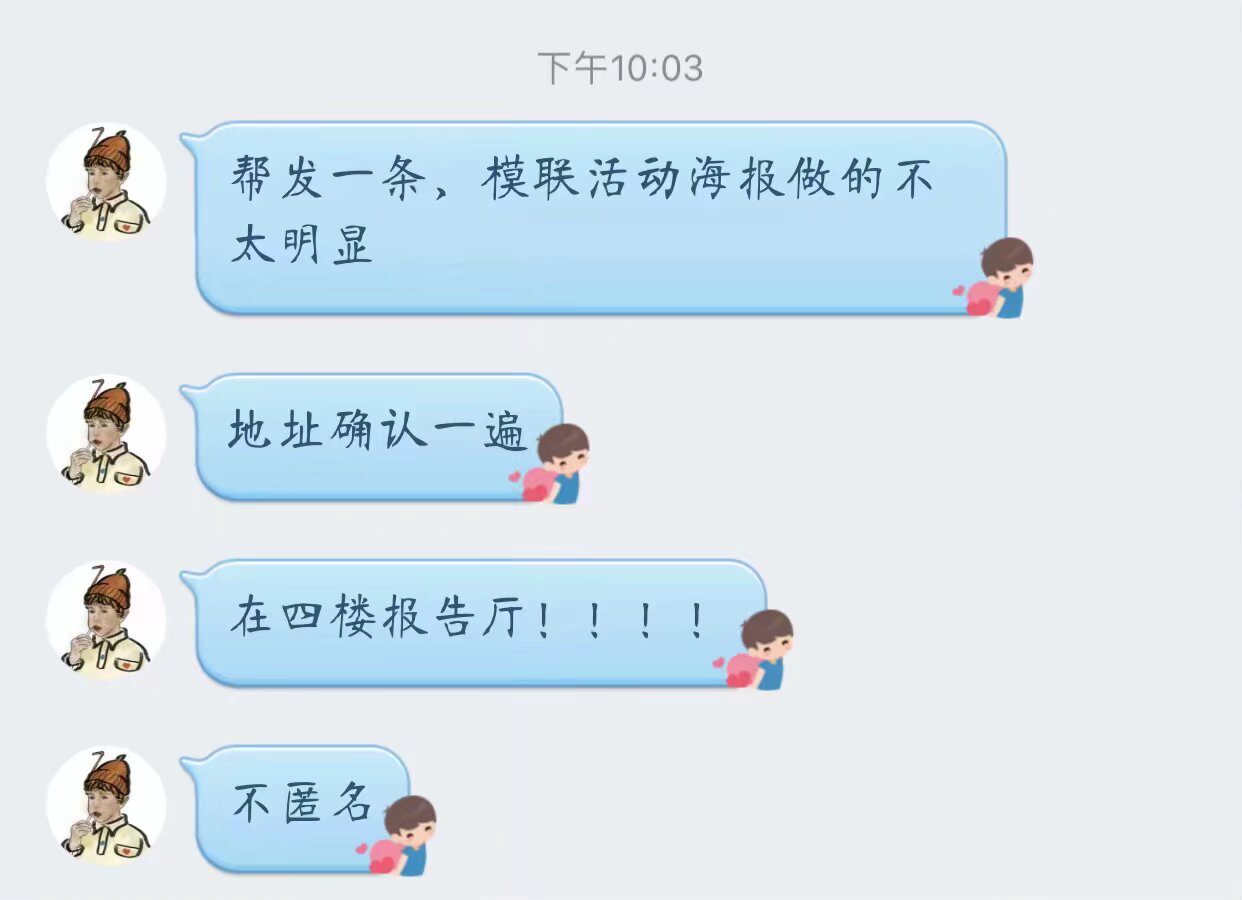 下午10:03
帮发一条，模联活动海报做的不
太明显
地址确认一遍
在四楼报告厅！！！！
不匿名